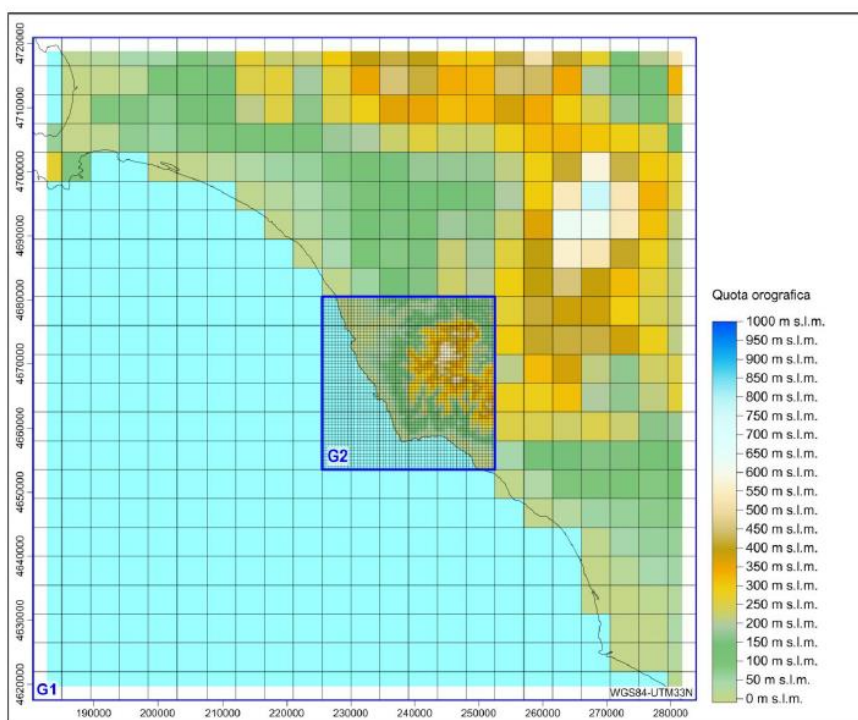 4720000
4710000
4700000
4690000
4680000
4670000
4660000
4650000
4640000
4630000
4620000
G2
G1
WGS84-UTM33N
190000 200000 210000 220000 230000 240000 250000 260000 270000 280000
Quota orografica
1000 m s.l.m.
950 m s.l.m.
900 m s.l.m.
850 m s.l.m.
800 m s.l.m.
750 m s.l.m.
700 m s.l.m.
650 m s.l.m.
600 m s.l.m.
550 m s.l.m.
500 m s.l.m.
450 m s.l.m.
400 m s.l.m.
350 m s.l.m.
300 m s.l.m.
250 m s.l.m.
200 m s.l.m.
150 m s.l.m.
100 m s.l.m.
50 m s.l.m.
0 m s.l.m.